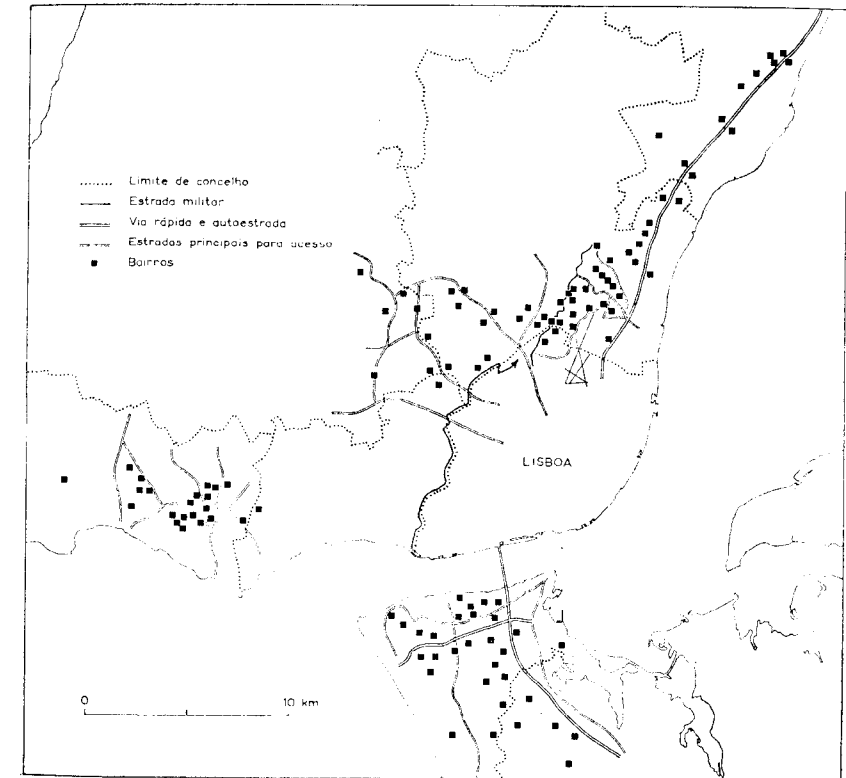 Limite de concelho
Estrada militar
Via rápida e autoestrada
Estradas principais para acesso
Bairros
LISBOA
0 10 km